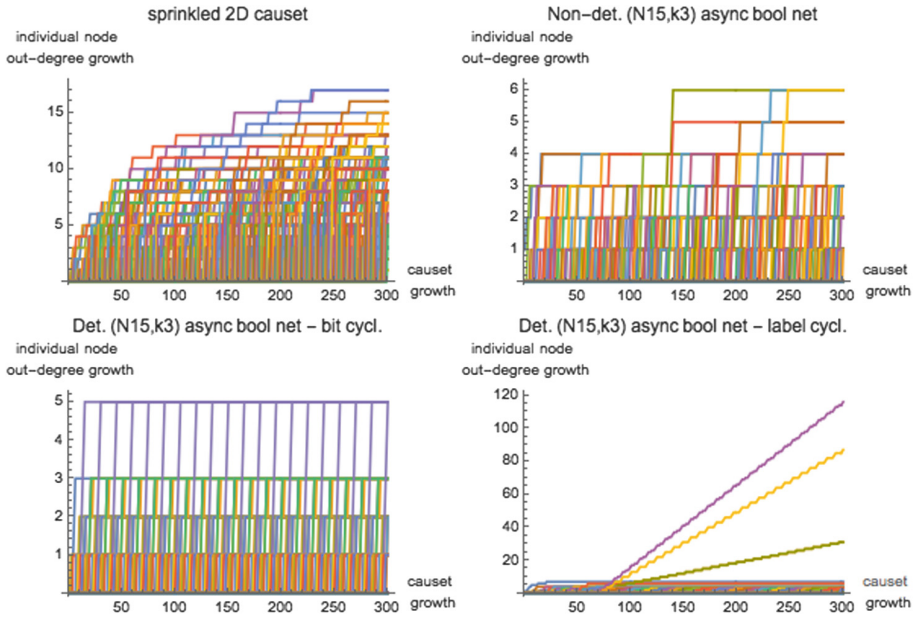 sprinkled 2D causet
individual node
out-degree growth
15
10
5
50 100 150 200 250 300
causet
growth
Non-det. (N15,k3) async bool net
individual node
out-degree growth
6
5
4
3
2
1
50 100 150 200 250 300
causet
growth
Det. (N15,k3) async bool net - bit cycl.
individual node
out-degree growth
5
4
3
2
1
50 100 150 200 250 300
causet
growth
Det. (N15,k3) async bool net - label cycl.
individual node
out-degree growth
120
100
80
60
40
20
50 100 150 200 250 300
causet
growth